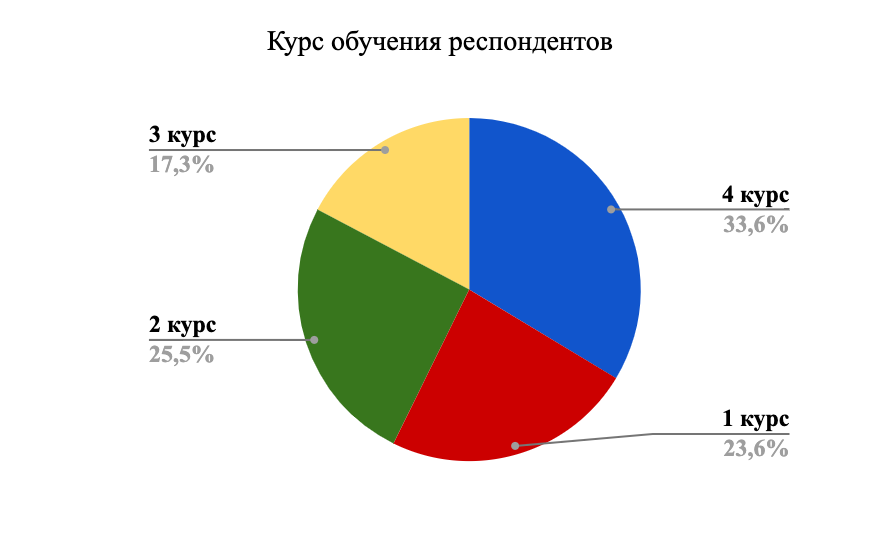 Курс обучения респондентов
3 курс
17,3%
4 курс
33,6%
2 курс
25,5%
1 курс
23,6%